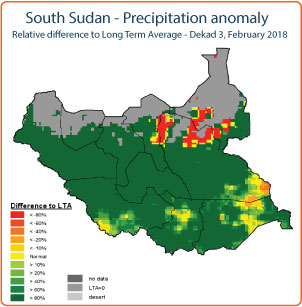 South Sudan - Precipitation anomaly
Relative difference to Long Term Average - Dekad 3, February 2018
Difference to LTA
< -80%
< -60%
< -40%
< -20%
< -10%
Normal
> 10%
> 20%
> 40%
> 60%
> 80%
no data
LTA=0
desert